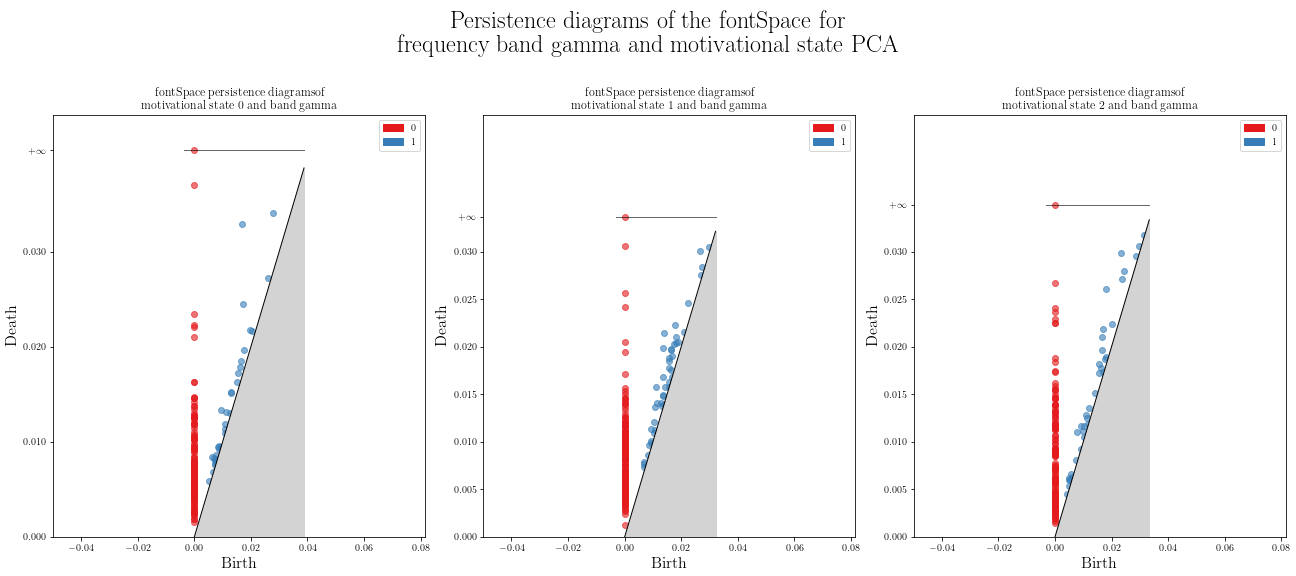 Persistence diagrams of the fontSpace for
frequency band gamma and motivational state PCA
fontSpace persistence diagramsof
motivational state 0 and band gamma
0
1
+∞
0.030
0.020
0.010
0.000
Death
−0.04 −0.02 0.00 0.02 0.04 0.06 0.08
Birth
fontSpace persistence diagramsof
motivational state 1 and band gamma
0
1
+∞
0.030
0.025
0.020
0.015
0.010
0.005
0.000
Death
−0.04 −0.02 0.00 0.02 0.04 0.06 0.08
Birth
fontSpace persistence diagramsof
motivational state 2 and band gamma
0
1
+∞
0.030
0.025
0.020
0.015
0.010
0.005
0.000
Death
−0.04 −0.02 0.00 0.02 0.04 0.06 0.08
Birth